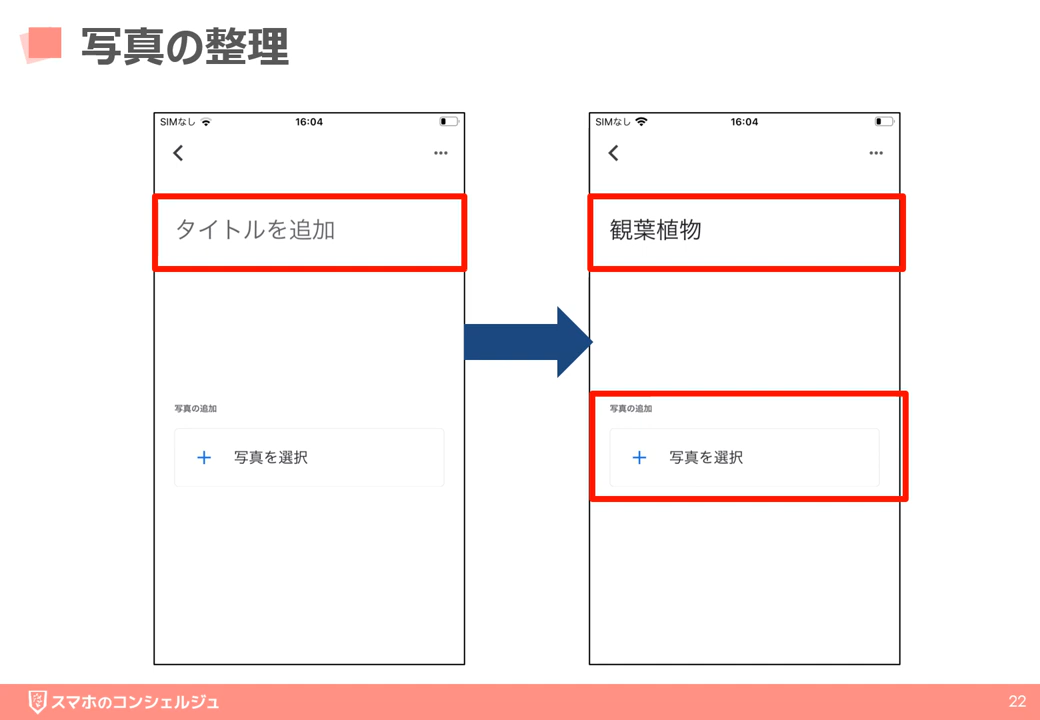 写真の整理
SIMなし 16:04
タイトルを追加
写真の追加
+ 写真を選択
SIMなし 16:04
観葉植物
写真の追加
+ 写真を選択
スマホのコンシェルジュ
22